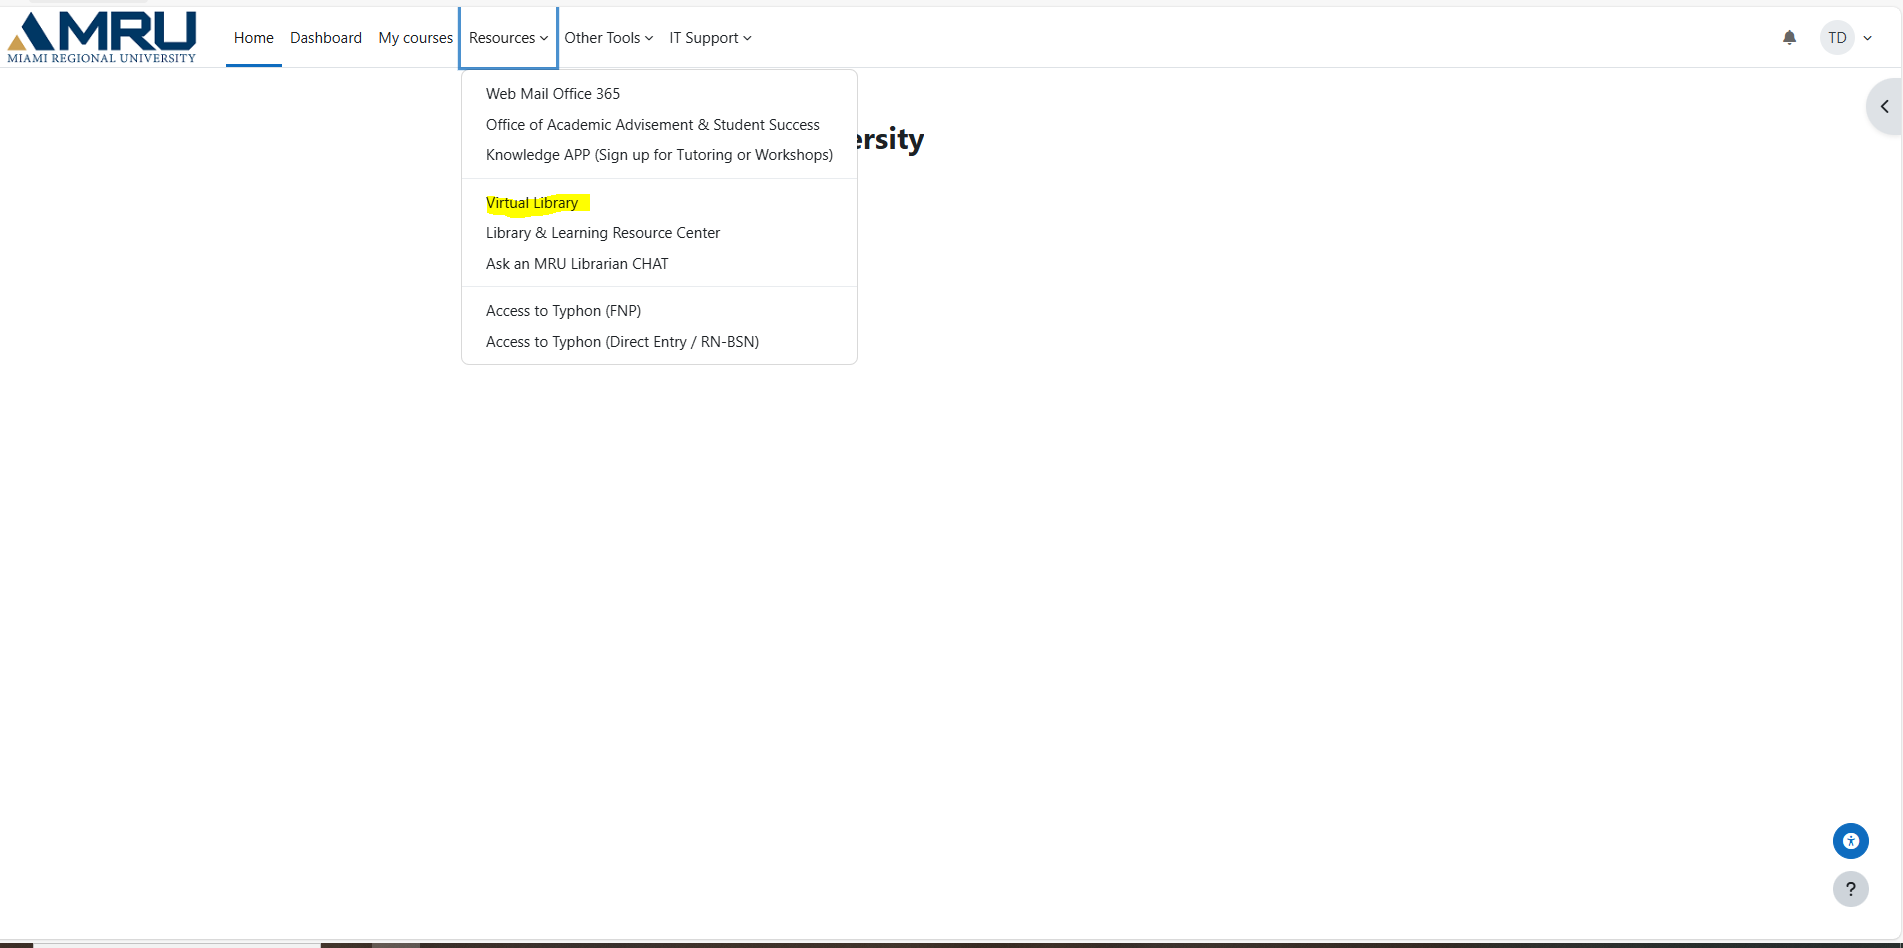 MRU
MIAMI REGIONAL UNIVERSITY
Home Dashboard My courses Resources Other Tools IT Support
TD
Web Mail Office 365
Office of Academic Advisement & Student Success
ersity
Knowledge APP (Sign up for Tutoring or Workshops)
Virtual Library
Library & Learning Resource Center
Ask an MRU Librarian CHAT
Access to Typhon (FNP)
Access to Typhon (Direct Entry / RN-BSN)
?